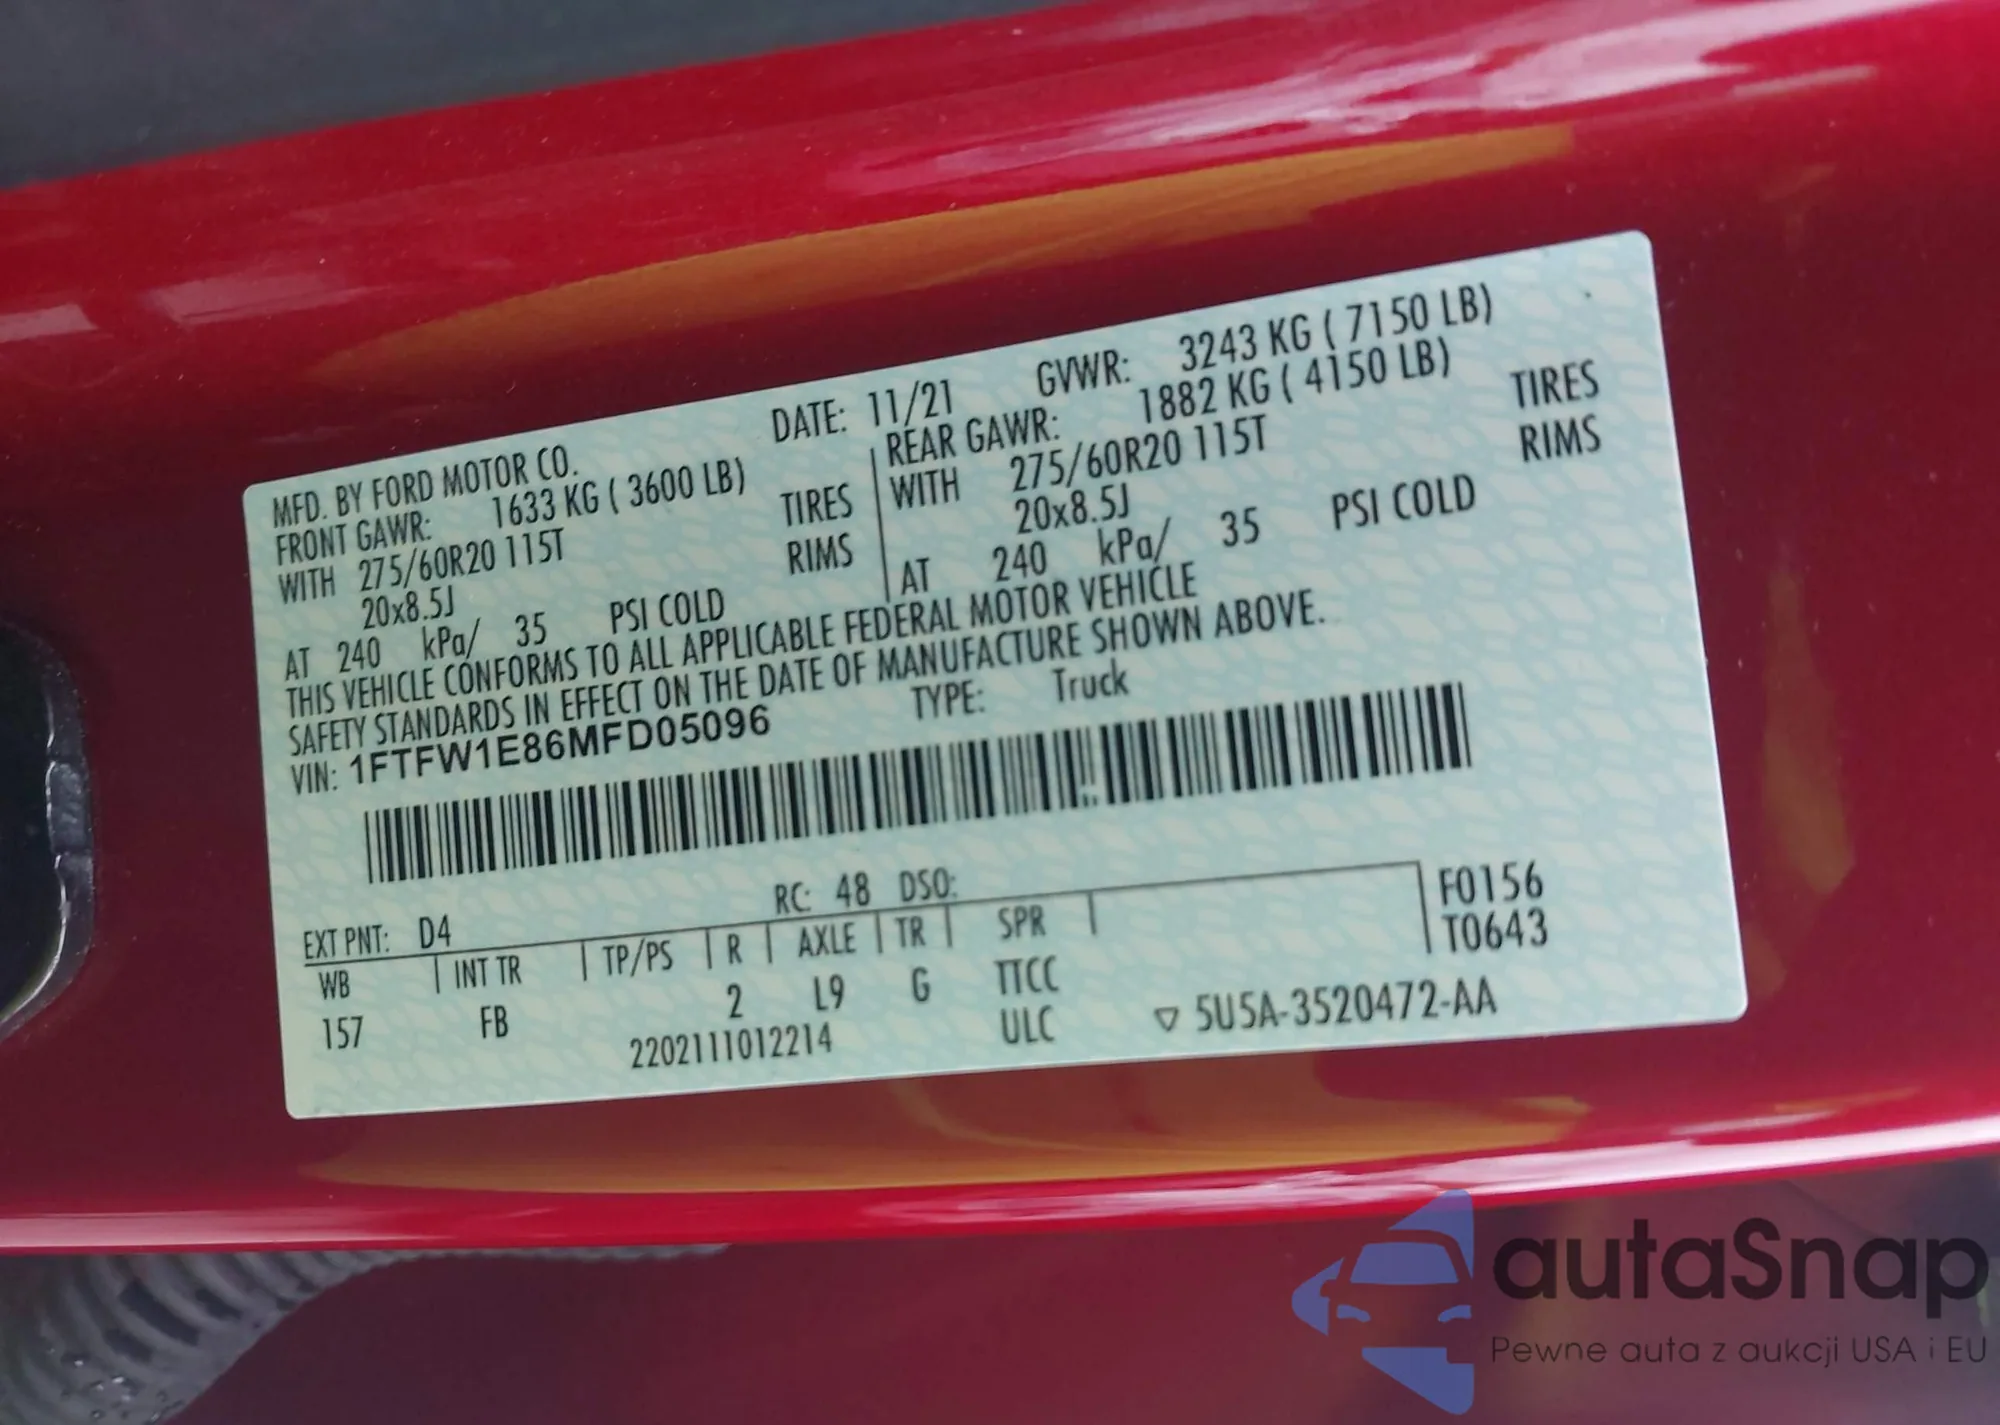 MFD. BY FORD MOTOR CO. DATE: 11/21 GVWR: 3243 KG ( 7150 LB)
FRONT GAWR: 1633 KG ( 3600 LB) REAR GAWR: 1882 KG ( 4150 LB)
WITH 275/60R20 115T TIRES WITH 275/60R20 115T TIRES
20x8.5J RIMS 20x8.5J RIMS
AT 240 kPa/ 35 PSI COLD AT 240 kPa/ 35 PSI COLD
THIS VEHICLE CONFORMS TO ALL APPLICABLE FEDERAL MOTOR VEHICLE
SAFETY STANDARDS IN EFFECT ON THE DATE OF MANUFACTURE SHOWN ABOVE.
VIN: 1FTFW1E86MFD05096 TYPE: Truck
EXT PNT: D4 RC: 48 DSO: F0156
WB INT TR TP/PS R AXLE TR SPR T0643
157 FB 2 L9 G TTCC
2202111012214 ULC ▽ 5U5A-3520472-AA
autaSnap
Pewne auta z aukcji USA i EU